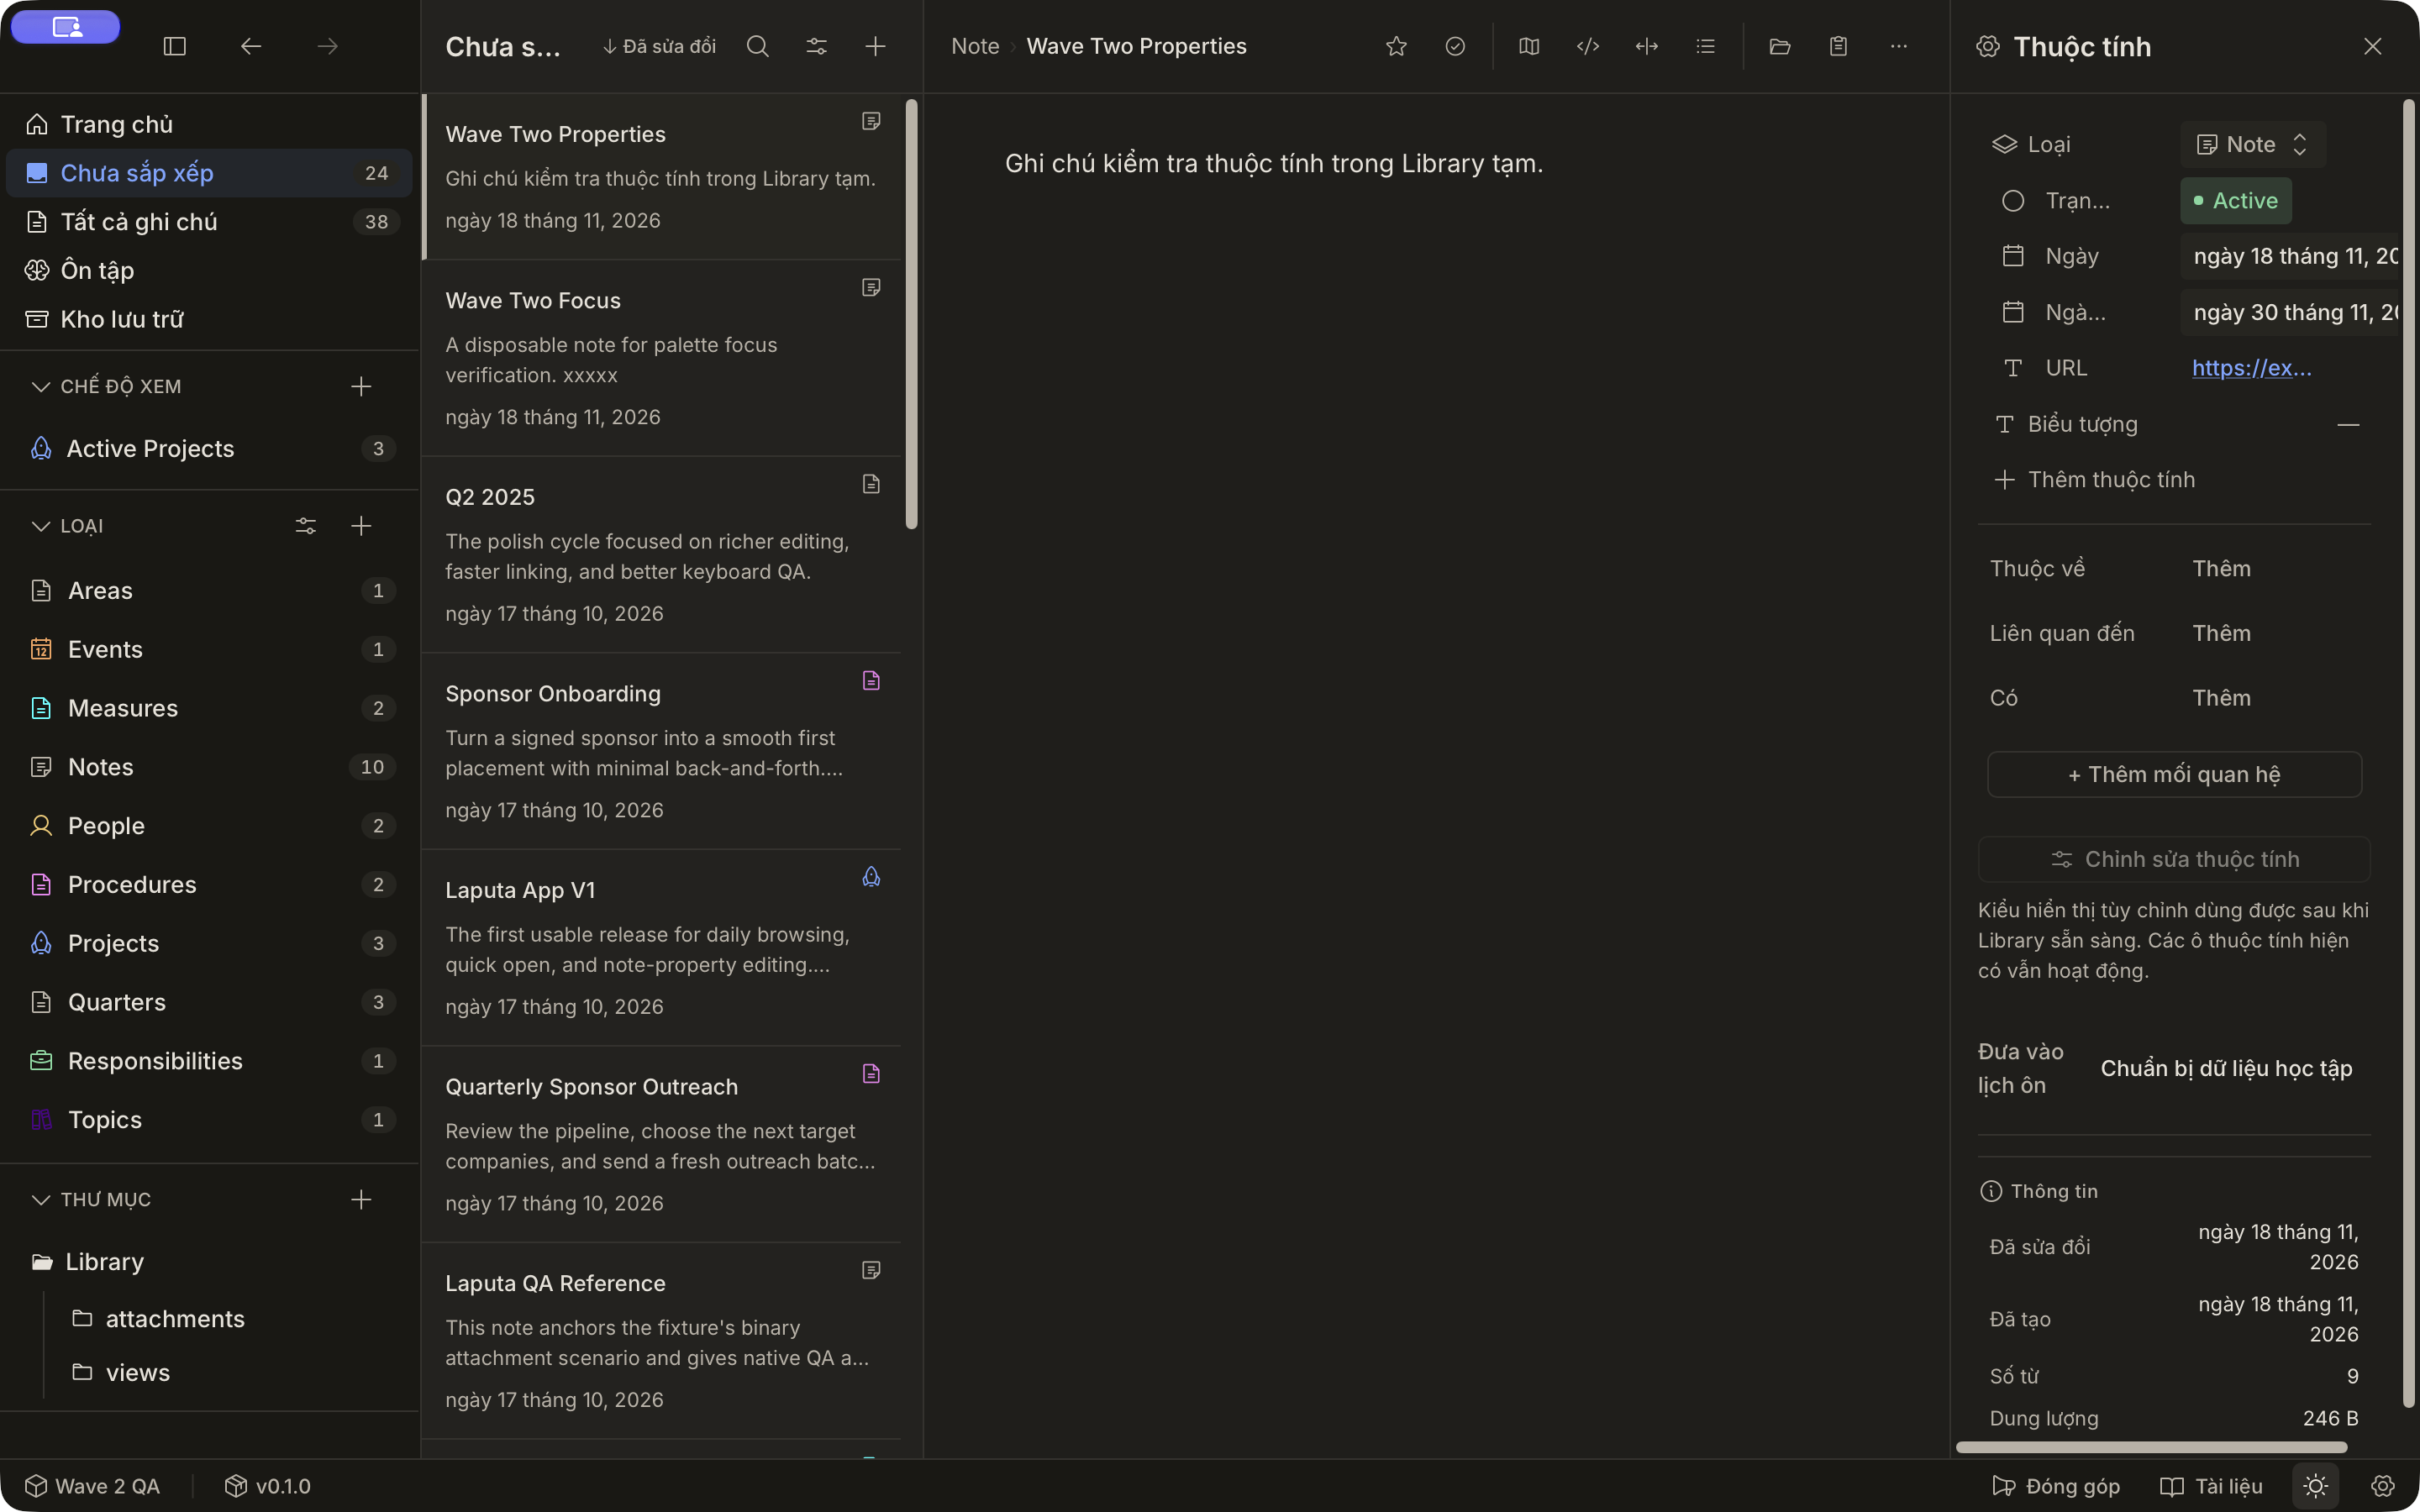 Trang chủ
Chưa sắp xếp 24
Tất cả ghi chú 38
Ôn tập
Kho lưu trữ
CHẾ ĐỘ XEM
Active Projects 3
LOẠI
Areas 1
Events 1
Measures 2
Notes 10
People 2
Procedures 2
Projects 3
Quarters 3
Responsibilities 1
Topics 1
THƯ MỤC
Library
attachments
views
Chưa s... Đã sửa đổi
Wave Two Properties
Ghi chú kiểm tra thuộc tính trong Library tạm.
ngày 18 tháng 11, 2026
Wave Two Focus
A disposable note for palette focus
verification. xxxxx
ngày 18 tháng 11, 2026
Q2 2025
The polish cycle focused on richer editing,
faster linking, and better keyboard QA.
ngày 17 tháng 10, 2026
Sponsor Onboarding
Turn a signed sponsor into a smooth first
placement with minimal back-and-forth....
ngày 17 tháng 10, 2026
Laputa App V1
The first usable release for daily browsing,
quick open, and note-property editing....
ngày 17 tháng 10, 2026
Quarterly Sponsor Outreach
Review the pipeline, choose the next target
companies, and send a fresh outreach batc...
ngày 17 tháng 10, 2026
Laputa QA Reference
This note anchors the fixture's binary
attachment scenario and gives native QA a...
ngày 17 tháng 10, 2026
Note › Wave Two Properties
Ghi chú kiểm tra thuộc tính trong Library tạm.
Thuộc tính
Loại Note
Trạn... Active
Ngày ngày 18 tháng 11, 20
Ngà... ngày 30 tháng 11, 20
URL https://ex...
Biểu tượng —
Thêm thuộc tính
Thuộc về Thêm
Liên quan đến Thêm
Có Thêm
+ Thêm mối quan hệ
Chỉnh sửa thuộc tính
Kiểu hiển thị tùy chỉnh dùng được sau khi
Library sẵn sàng. Các ô thuộc tính hiện
có vẫn hoạt động.
Đưa vào
lịch ôn
Chuẩn bị dữ liệu học tập
Thông tin
Đã sửa đổi ngày 18 tháng 11,
2026
Đã tạo ngày 18 tháng 11,
2026
Số từ 9
Dung lượng 246 B
Wave 2 QA v0.1.0
Đóng góp Tài liệu